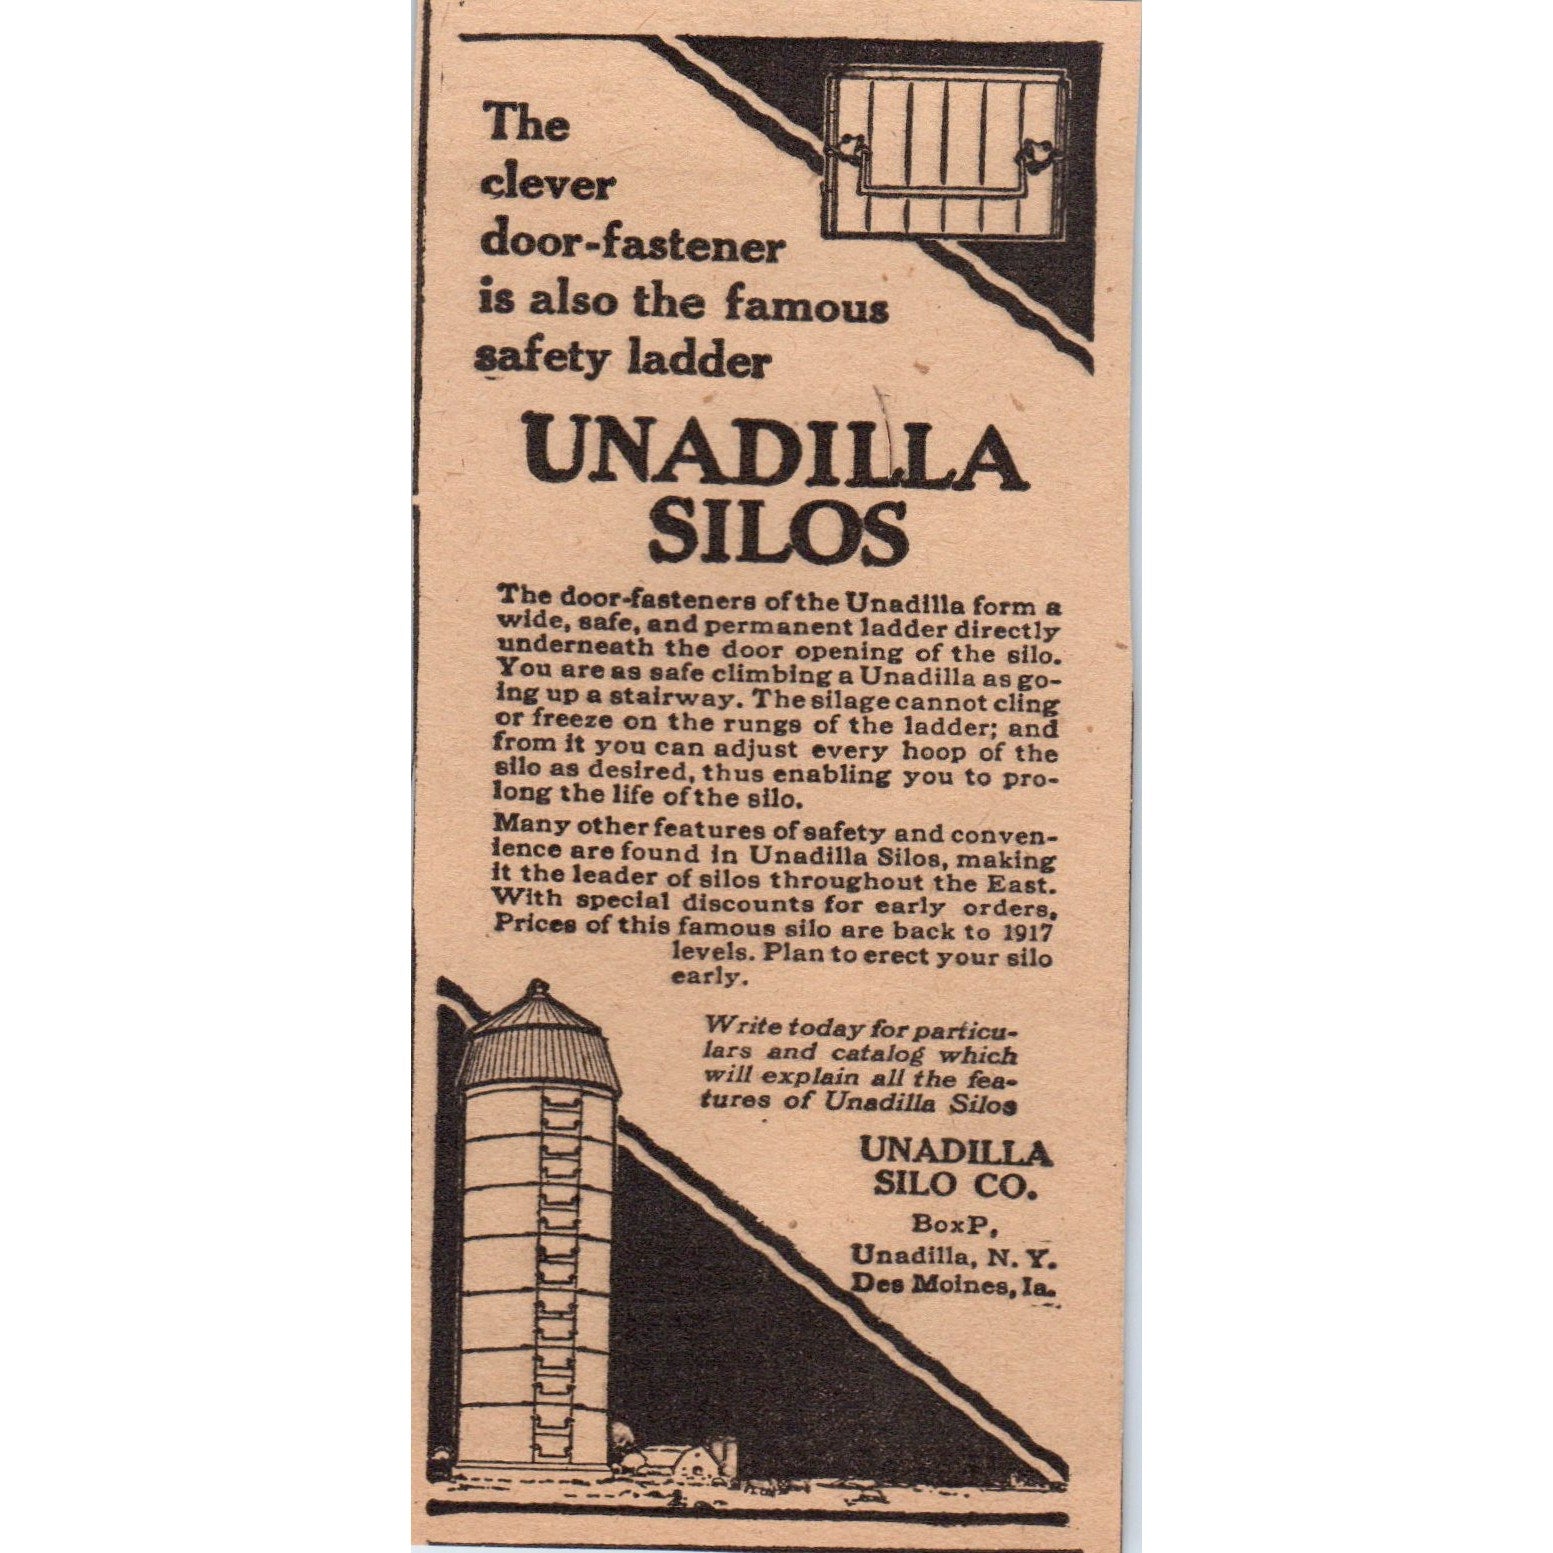 The
clever
door-fastener
is also the famous
safety ladder
UNADILLA
SILOS
The door-fasteners of the Unadilla form a
wide, safe, and permanent ladder directly
underneath the door opening of the silo.
You are as safe climbing a Unadilla as go-
ing up a stairway. The silage cannot cling
or freeze on the rungs of the ladder; and
from it you can adjust every hoop of the
silo as desired, thus enabling you to pro-
long the life of the silo.
Many other features of safety and conven-
ience are found in Unadilla Silos, making
it the leader of silos throughout the East.
With special discounts for early orders,
Prices of this famous silo are back to 1917
levels. Plan to erect your silo
early.
Write today for particu-
lars and catalog which
will explain all the fea-
tures of Unadilla Silos
UNADILLA
SILO CO.
Box P,
Unadilla, N. Y.
Des Moines, Ia.